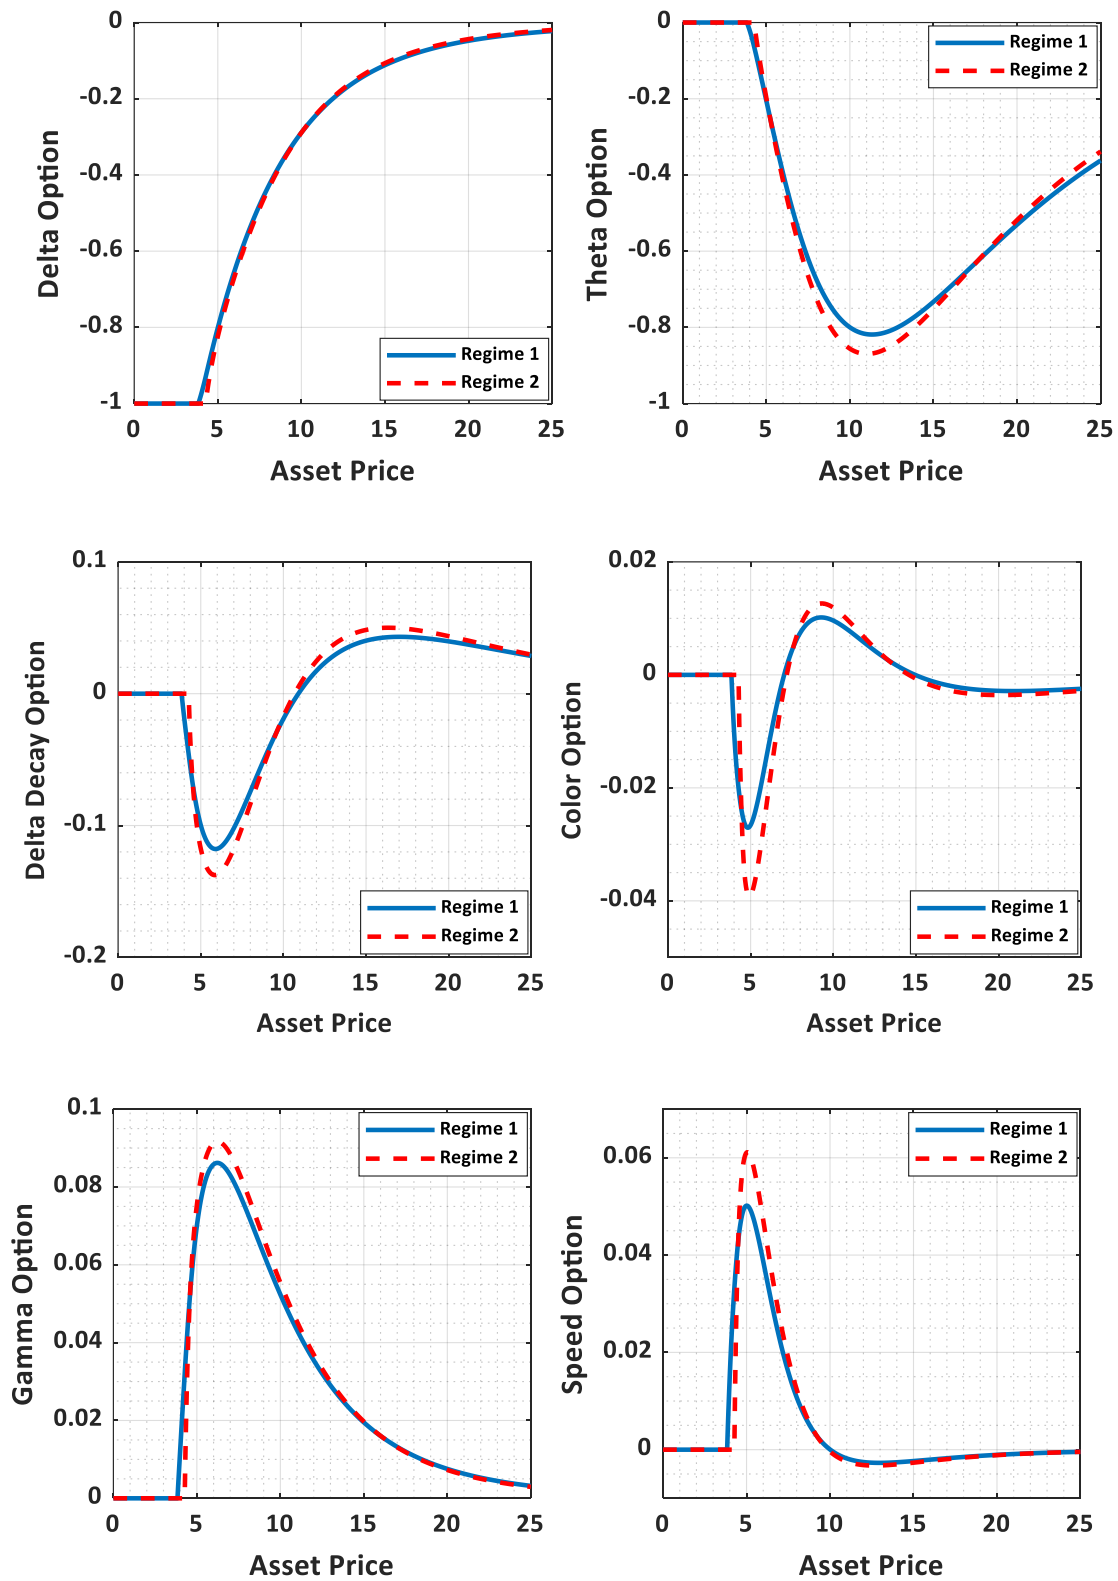 0
-0.2
-0.4
-0.6
-0.8
-1
Delta Option
Regime 1
Regime 2
0 5 10 15 20 25
Asset Price
0
-0.2
-0.4
-0.6
-0.8
-1
Theta Option
Regime 1
Regime 2
0 5 10 15 20 25
Asset Price
0.1
0
-0.1
-0.2
Delta Decay Option
Regime 1
Regime 2
0 5 10 15 20 25
Asset Price
0.02
0
-0.02
-0.04
Color Option
Regime 1
Regime 2
0 5 10 15 20 25
Asset Price
0.1
0.08
0.06
0.04
0.02
0
Gamma Option
Regime 1
Regime 2
0 5 10 15 20 25
Asset Price
0.06
0.04
0.02
0
Speed Option
Regime 1
Regime 2
0 5 10 15 20 25
Asset Price